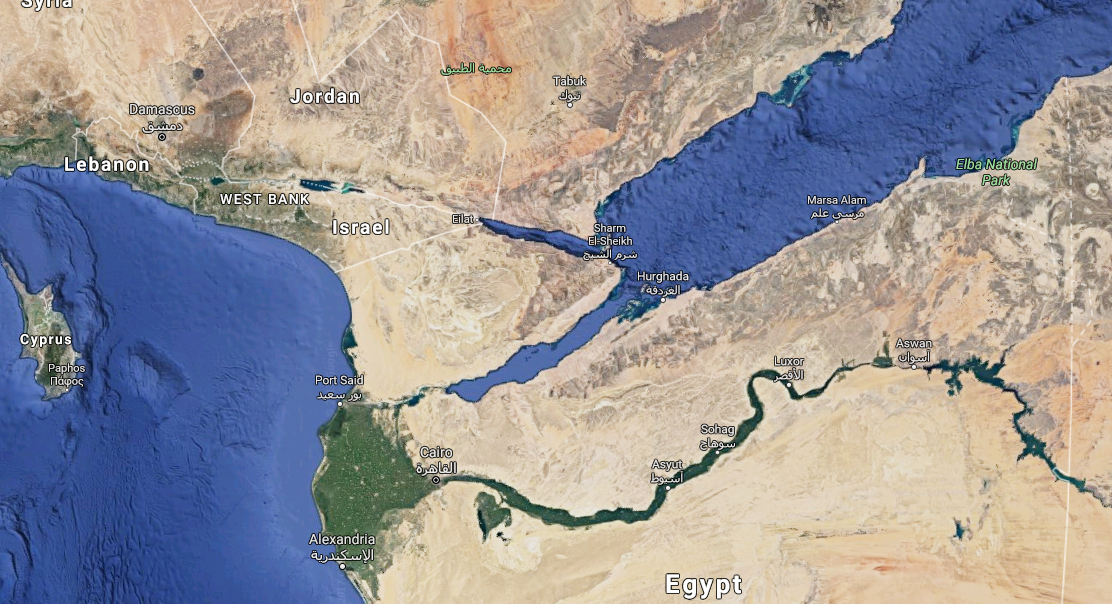 Syria
محمية الطبيق
Tabuk
تبوك
Jordan
Damascus
دمشق
Lebanon
Elba National
Park
WEST BANK
Marsa Alam
مرسى علم
Eilat
Israel
Sharm
El-Sheikh
شرم الشيخ
Hurghada
الغردقة
Cyprus
Paphos
Πάφος
Aswan
أسوان
Luxor
الأقصر
Port Said
بور سعيد
Sohag
سوهاج
Cairo
القاهرة
Asyut
أسيوط
Alexandria
الإسكندرية
Egypt